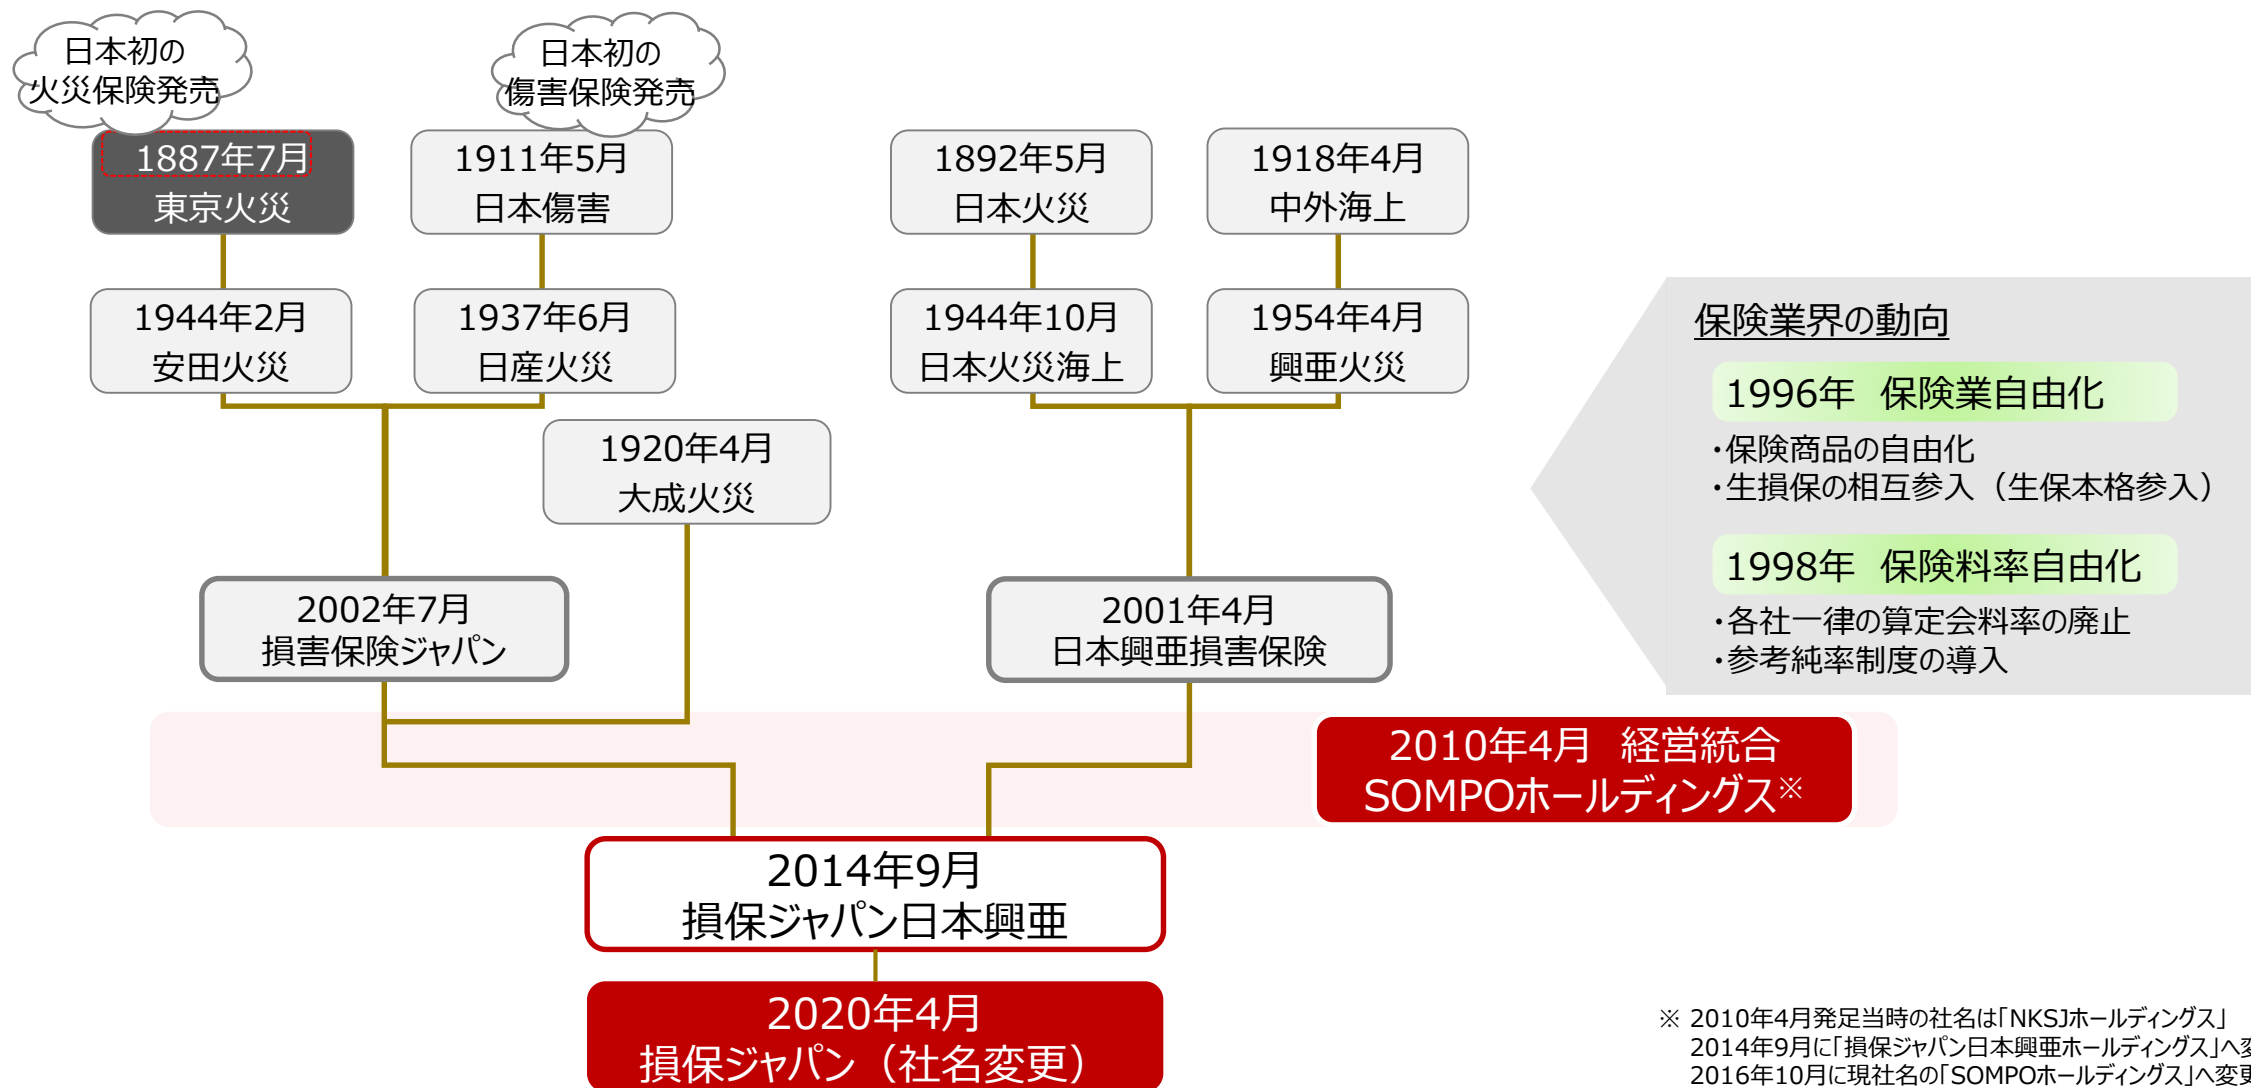 日本初の
火災保険発売
日本初の
傷害保険発売
1887年7月
東京火災
1911年5月
日本傷害
1892年5月
日本火災
1918年4月
中外海上
1944年2月
安田火災
1937年6月
日産火災
1944年10月
日本火災海上
1954年4月
興亜火災
1920年4月
大成火災
2002年7月
損害保険ジャパン
2001年4月
日本興亜損害保険
保険業界の動向
1996年 保険業自由化
・保険商品の自由化
・生損保の相互参入（生保本格参入）
1998年 保険料率自由化
・各社一律の算定会料率の廃止
・参考純率制度の導入
2010年4月 経営統合
SOMPOホールディングス※
2014年9月
損保ジャパン日本興亜
2020年4月
損保ジャパン（社名変更）
※ 2010年4月発足当時の社名は「NKSJホールディングス」
2014年9月に「損保ジャパン日本興亜ホールディングス」へ変
2016年10月に現社名の「SOMPOホールディングス」へ変更